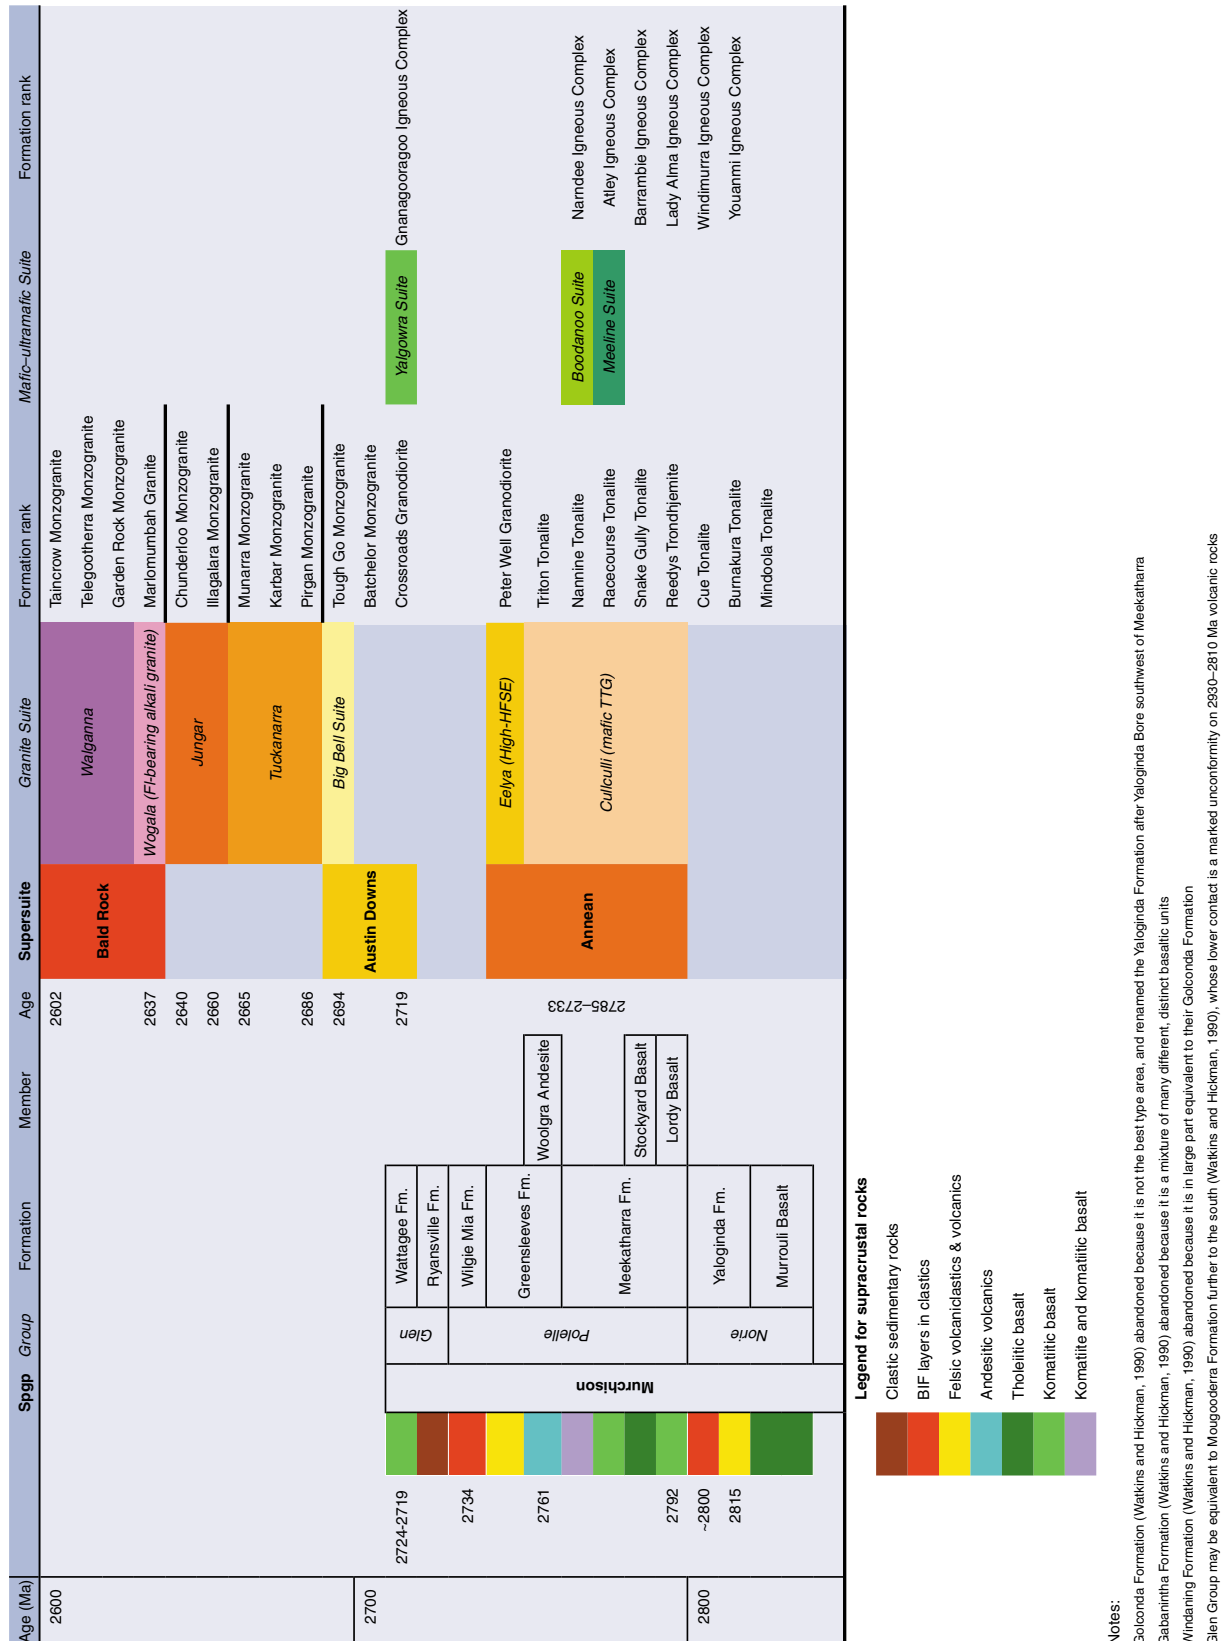 Age (Ma) Spgp Group Formation Member Age Supersuite Granite Suite Formation rank Mafic–ultramafic Suite Formation rank
2600 2602 Taincrow Monzogranite
Walganna Telegootherra Monzogranite
Bald Rock Garden Rock Monzogranite
2637 Wogala (Fl-bearing alkali granite) Marlomumbah Granite
2640 Chunderloo Monzogranite
Jungar
2660 Illagalara Monzogranite
2665 Munarra Monzogranite
Tuckanarra Karbar Monzogranite
2686 Pirgan Monzogranite
2694 Big Bell Suite Tough Go Monzogranite
2700 Austin Downs Batchelor Monzogranite
2724-2719 Wattagee Fm. 2719 Crossroads Granodiorite Yalgowra Suite Gnanagooragoo Igneous Complex
Glen
Ryansville Fm.
2734 Wilgie Mia Fm.
Greensleeves Fm. Eelya (High-HFSE) Peter Well Granodiorite
2761 Woolgra Andesite Triton Tonalite
Polelle
2785–2733
Annean
Nannine Tonalite Boodanoo Suite Narndee Igneous Complex
Meekatharra Fm. Cullculli (mafic TTG) Racecourse Tonalite Meeline Suite Atley Igneous Complex
Murchison
Stockyard Basalt Snake Gully Tonalite Barrambie Igneous Complex
2792 Lordy Basalt Reedys Trondhjemite Lady Alma Igneous Complex
2800 ~2800 Cue Tonalite Windimurra Igneous Complex
Yaloginda Fm.
2815 Norie Burnakura Tonalite Youanmi Igneous Complex
Murrouli Basalt Mindoola Tonalite
Legend for supracrustal rocks
Clastic sedimentary rocks
BIF layers in clastics
Felsic volcaniclastics & volcanics
Andesitic volcanics
Tholeiitic basalt
Komatiitic basalt
Komatiite and komatiitic basalt
Notes:
Golconda Formation (Watkins and Hickman, 1990) abandoned because it is not the best type area, and renamed the Yaloginda Formation after Yaloginda Bore southwest of Meekatharra
Gabanintha Formation (Watkins and Hickman, 1990) abandoned because it is a mixture of many different, distinct basaltic units
Windaning Formation (Watkins and Hickman, 1990) abandoned because it is in large part equivalent to their Golconda Formation
Glen Group may be equivalent to Mougooderra Formation further to the south (Watkins and Hickman, 1990), whose lower contact is a marked unconformity on 2930–2810 Ma volcanic rocks